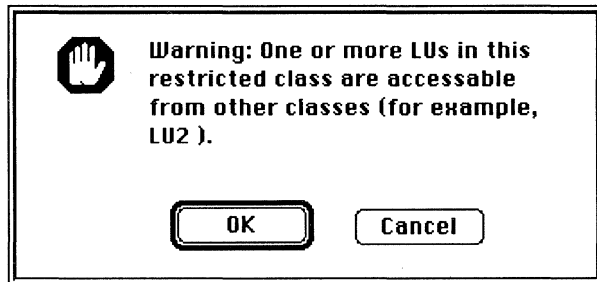 Warning: One or more LUs in this
restricted class are accessable
from other classes (for example,
LU2 ).
OK
Cancel